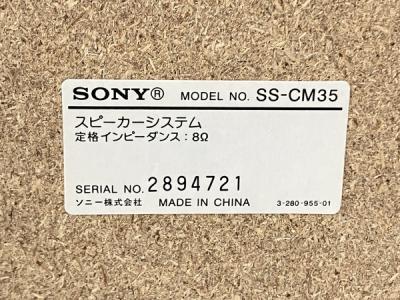 SONY® MODEL NO. SS-CM35
スピーカーシステム
定格インピーダンス：8Ω
SERIAL NO. 2894721
ソニー株式会社 MADE IN CHINA 3-280-955-01